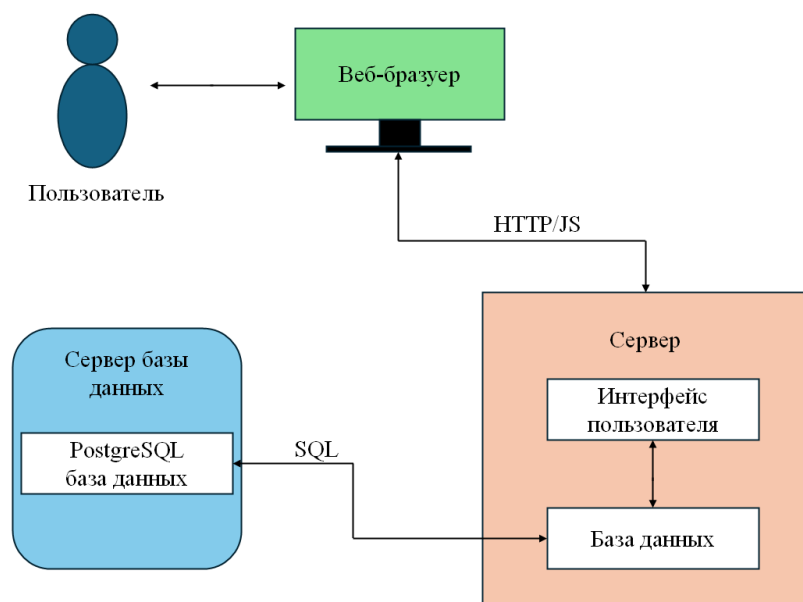 Веб-бразуер
Пользователь
HTTP/JS
Сервер
Интерфейс
пользователя
База данных
Сервер базы
данных
PostgreSQL
база данных
SQL